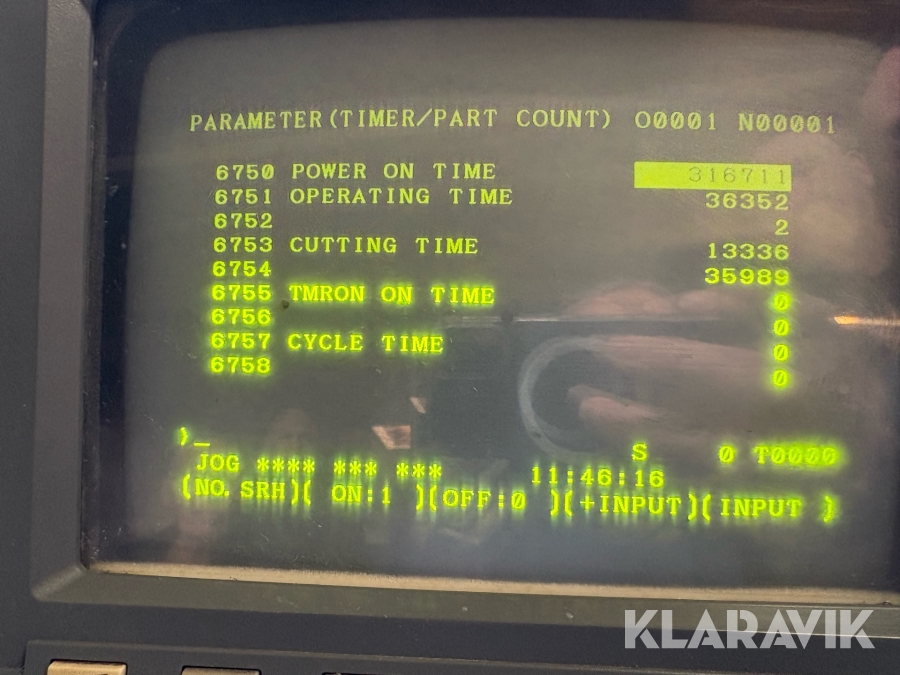 PARAMETER(TIMER/PART COUNT) O0001 N00001
6750 POWER ON TIME 316711
6751 OPERATING TIME 36352
6752 2
6753 CUTTING TIME 13336
6754 35989
6755 TMRON ON TIME 0
6756 0
6757 CYCLE TIME 0
6758 0
>_
S 0 T0000
JOG **** *** *** 11:46:16
(NO. SRH)( ON:1 )(OFF:0 )(+INPUT)( INPUT )
KLARAVIK